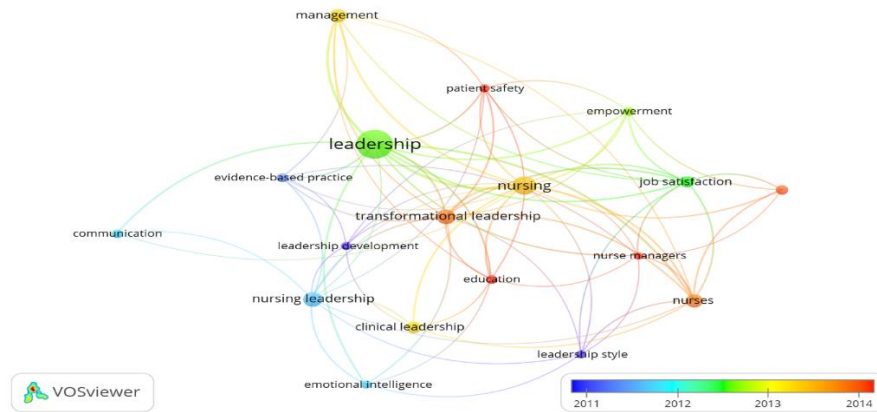 management
patient safety
empowerment
leadership
evidence-based practice
nursing
job satisfaction
transformational leadership
communication
leadership development
nurse managers
education
nursing leadership
nurses
clinical leadership
leadership style
emotional intelligence
VOSviewer
2011 2012 2013 2014